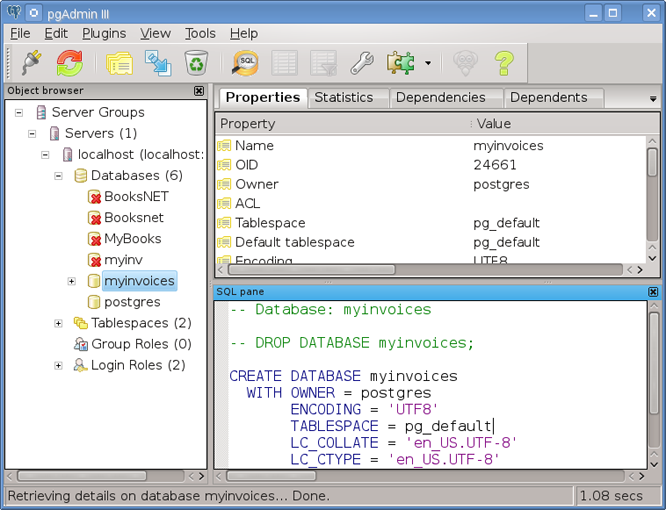 pgAdmin III
File Edit Plugins View Tools Help
SQL
Object browser
Server Groups
Servers (1)
localhost (localhost:
Databases (6)
BooksNET
Booksnet
MyBooks
myinv
myinvoices
postgres
Tablespaces (2)
Group Roles (0)
Login Roles (2)
Properties Statistics Dependencies Dependents
Property Value
Name myinvoices
OID 24661
Owner postgres
ACL
Tablespace pg_default
Default tablespace pg_default
Encoding UTF8
SQL pane
-- Database: myinvoices
-- DROP DATABASE myinvoices;
CREATE DATABASE myinvoices
WITH OWNER = postgres
ENCODING = 'UTF8'
TABLESPACE = pg_default
LC_COLLATE = 'en_US.UTF-8'
LC_CTYPE = 'en_US.UTF-8'
Retrieving details on database myinvoices... Done. 1.08 secs